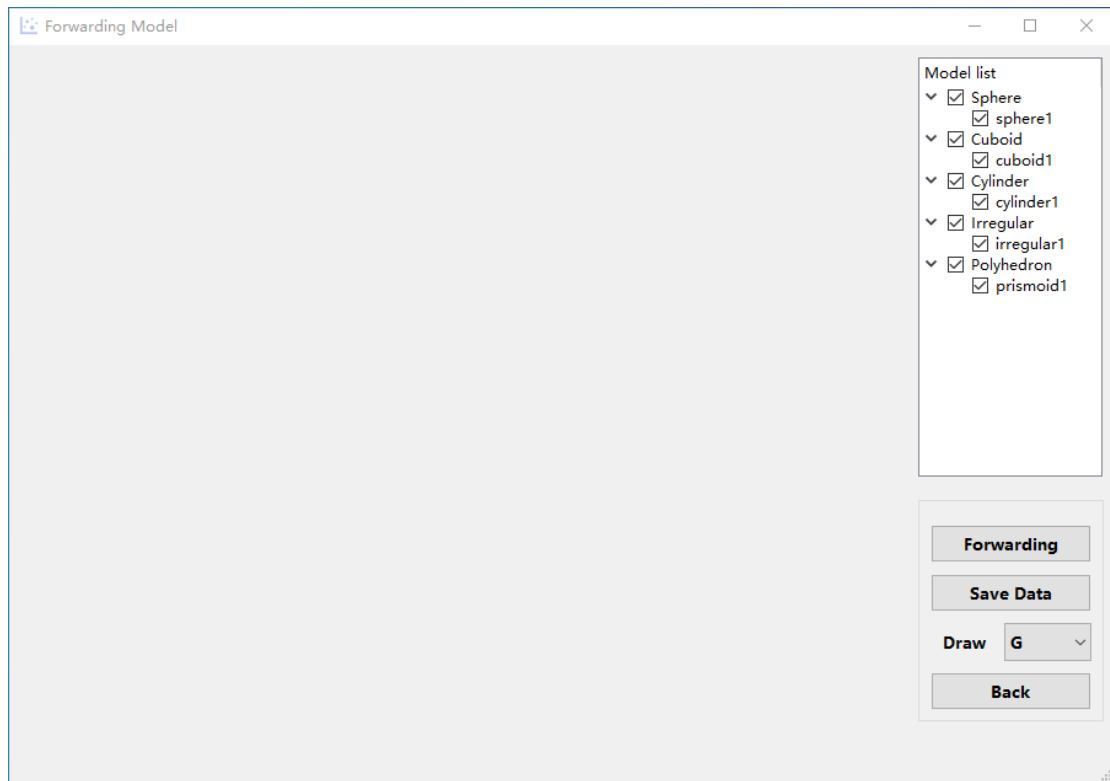 Forwarding Model
Model list
Sphere
sphere1
Cuboid
cuboid1
Cylinder
cylinder1
Irregular
irregular1
Polyhedron
prismoid1
Forwarding
Save Data
Draw G
Back